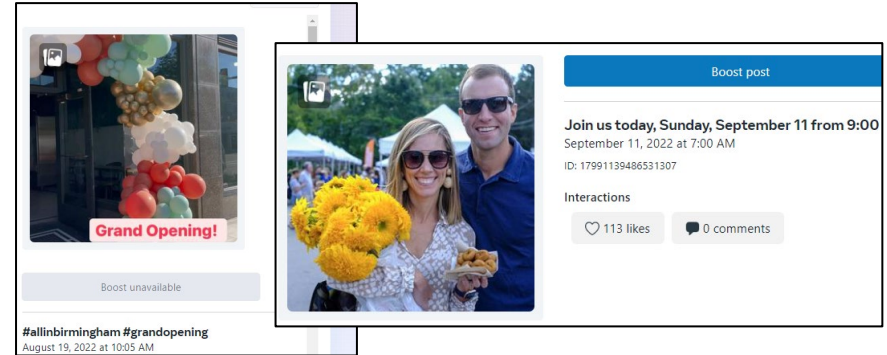 Grand Opening!
Boost unavailable
#allinbirmingham #grandopening
August 19, 2022 at 10:05 AM
Boost post
Join us today, Sunday, September 11 from 9:00
September 11, 2022 at 7:00 AM
ID: 17991139486531307
Interactions
113 likes
0 comments